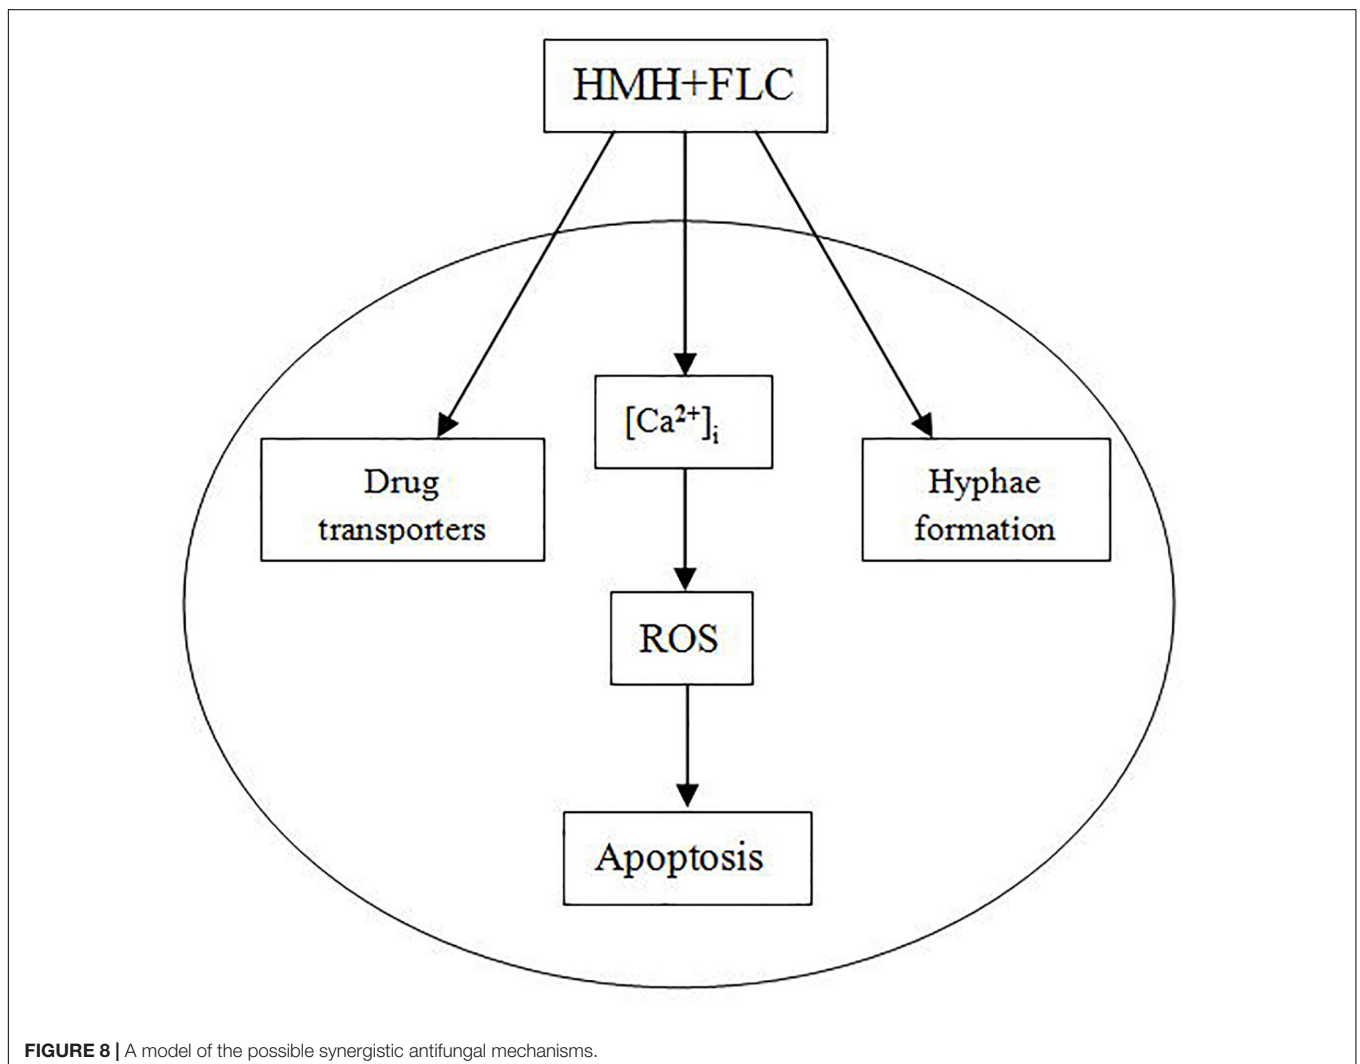 HMH+FLC
[Ca²⁺]ᵢ
Drug
transporters
Hyphae
formation
ROS
Apoptosis
FIGURE 8 | A model of the possible synergistic antifungal mechanisms.